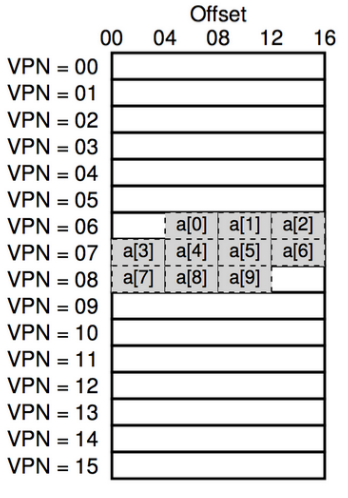 Offset
00 04 08 12 16
VPN = 00
VPN = 01
VPN = 02
VPN = 03
VPN = 04
VPN = 05
VPN = 06 a[0] a[1] a[2]
VPN = 07 a[3] a[4] a[5] a[6]
VPN = 08 a[7] a[8] a[9]
VPN = 09
VPN = 10
VPN = 11
VPN = 12
VPN = 13
VPN = 14
VPN = 15